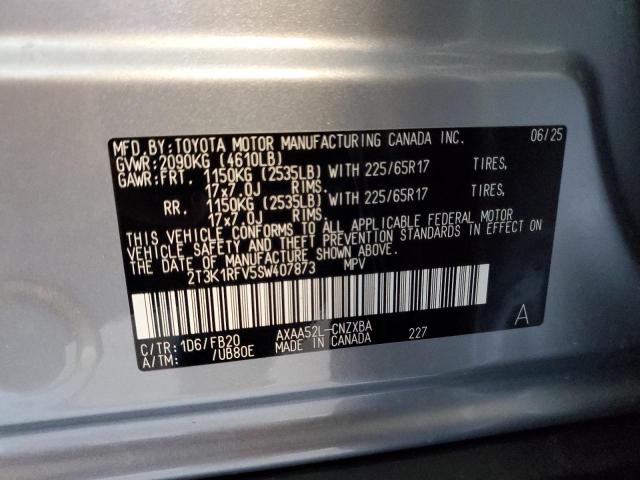 MFD.BY:TOYOTA MOTOR MANUFACTURING CANADA INC. 06/25
GVWR:2090KG (4610LB)
GAWR:FRT. 1150KG (2535LB) WITH 225/65R17 TIRES,
17x7.0J RIMS.
RR. 1150KG (2535LB) WITH 225/65R17 TIRES,
17x7.0J RIMS.
THIS VEHICLE CONFORMS TO ALL APPLICABLE FEDERAL MOTOR
VEHICLE SAFETY AND THEFT PREVENTION STANDARDS IN EFFECT ON
THE DATE OF MANUFACTURE SHOWN ABOVE.
2T3K1RFV5SW407873 MPV
C/TR: 1D6/FB20 AXAA52L-CNZXBA 227 A
A/TM: /UB80E MADE IN CANADA